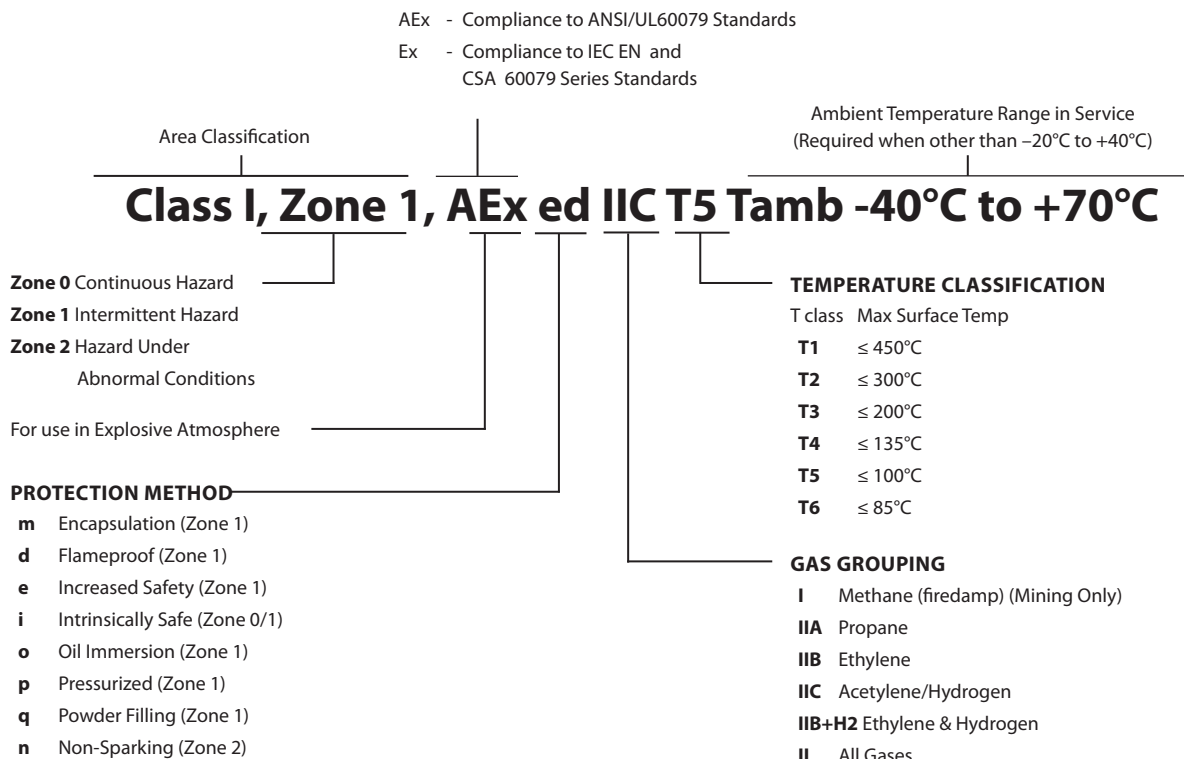 AEx - Compliance to ANSI/UL60079 Standards
Ex - Compliance to IEC EN and
CSA 60079 Series Standards
Area Classification
Ambient Temperature Range in Service
(Required when other than –20°C to +40°C)
Class I, Zone 1, AEx ed IIC T5 Tamb -40°C to +70°C
Zone 0 Continuous Hazard
Zone 1 Intermittent Hazard
Zone 2 Hazard Under
Abnormal Conditions
For use in Explosive Atmosphere
PROTECTION METHOD
m Encapsulation (Zone 1)
d Flameproof (Zone 1)
e Increased Safety (Zone 1)
i Intrinsically Safe (Zone 0/1)
o Oil Immersion (Zone 1)
p Pressurized (Zone 1)
q Powder Filling (Zone 1)
n Non-Sparking (Zone 2)
TEMPERATURE CLASSIFICATION
T class Max Surface Temp
T1 ≤ 450°C
T2 ≤ 300°C
T3 ≤ 200°C
T4 ≤ 135°C
T5 ≤ 100°C
T6 ≤ 85°C
GAS GROUPING
I Methane (firedamp) (Mining Only)
IIA Propane
IIB Ethylene
IIC Acetylene/Hydrogen
IIB+H2 Ethylene & Hydrogen
II All Gases